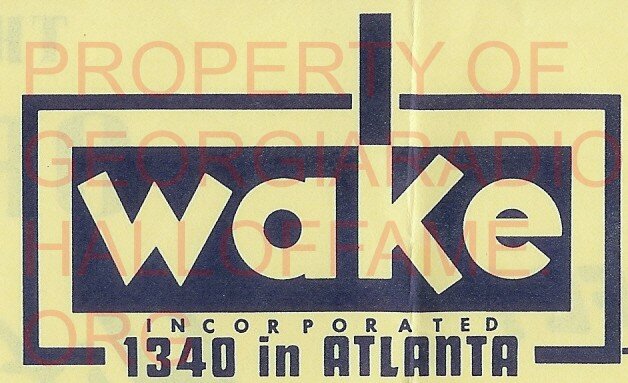 PROPERTY OF
GEORGIARADIO
HALLOFFAME.
ORG
wake
INCORPORATED
1340 in ATLANTA